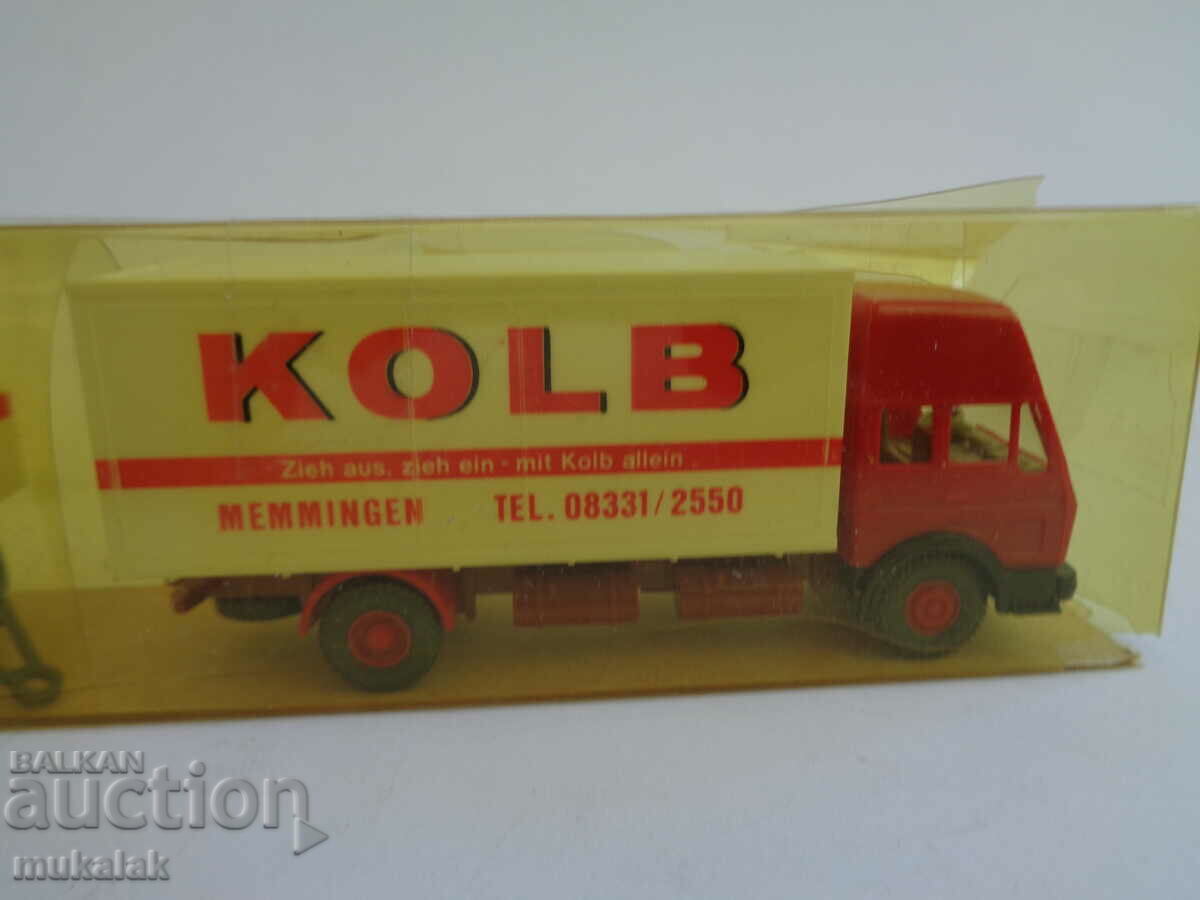 KOLB
Zieh aus, zieh ein - mit Kolb allein
MEMMINGEN TEL. 08331/2550
BALKAN
auction
mukalak